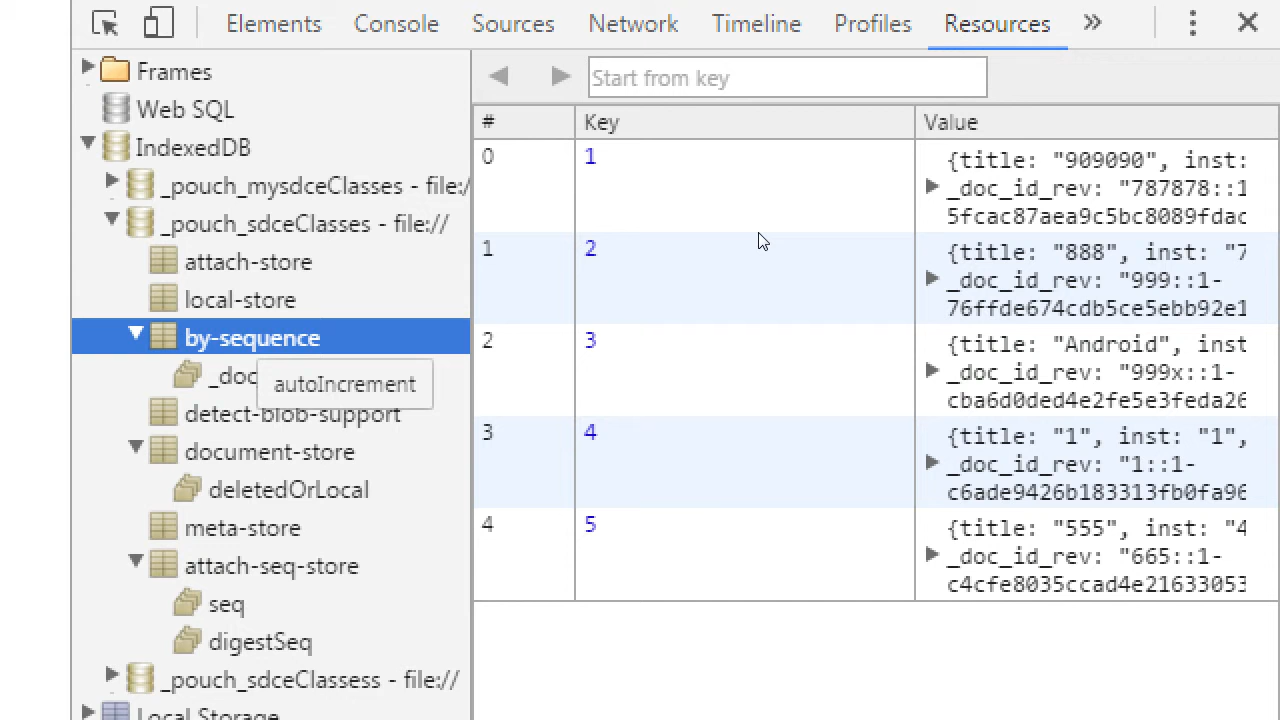 Elements Console Sources Network Timeline Profiles Resources »
Frames
Web SQL
IndexedDB
_pouch_mysdceClasses - file:/
_pouch_sdceClasses - file://
attach-store
local-store
by-sequence
_doc
autoIncrement
detect-blob-support
document-store
deletedOrLocal
meta-store
attach-seq-store
seq
digestSeq
_pouch_sdceClassess - file://
Local Storage
Start from key
# Key Value
0 1 {title: "909090", inst:
_doc_id_rev: "787878::1
5fcac87aea9c5bc8089fdac
1 2 {title: "888", inst: "7
_doc_id_rev: "999::1-
76ffde674cdb5ce5ebb92e1
2 3 {title: "Android", inst
_doc_id_rev: "999x::1-
cba6d0ded4e2fe5e3feda26
3 4 {title: "1", inst: "1",
_doc_id_rev: "1::1-
c6ade9426b183313fb0fa96
4 5 {title: "555", inst: "4
_doc_id_rev: "665::1-
c4cfe8035ccad4e21633053